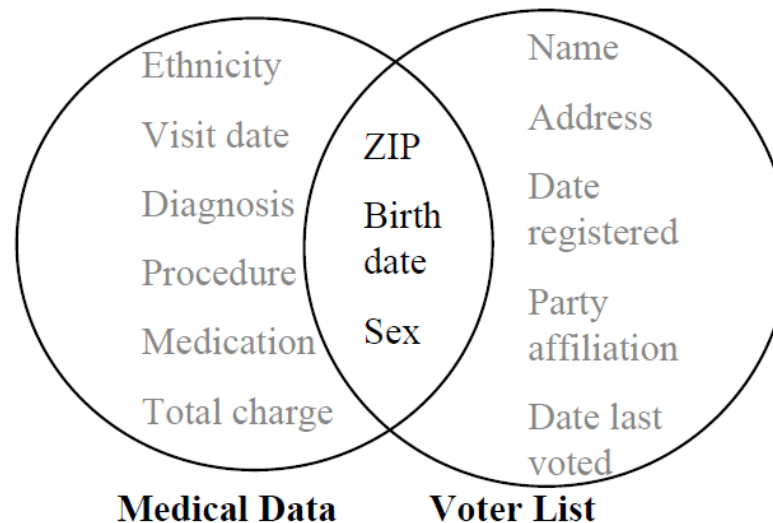 Ethnicity
Visit date
Diagnosis
Procedure
Medication
Total charge
ZIP
Birth
date
Sex
Name
Address
Date
registered
Party
affiliation
Date last
voted
Medical Data
Voter List